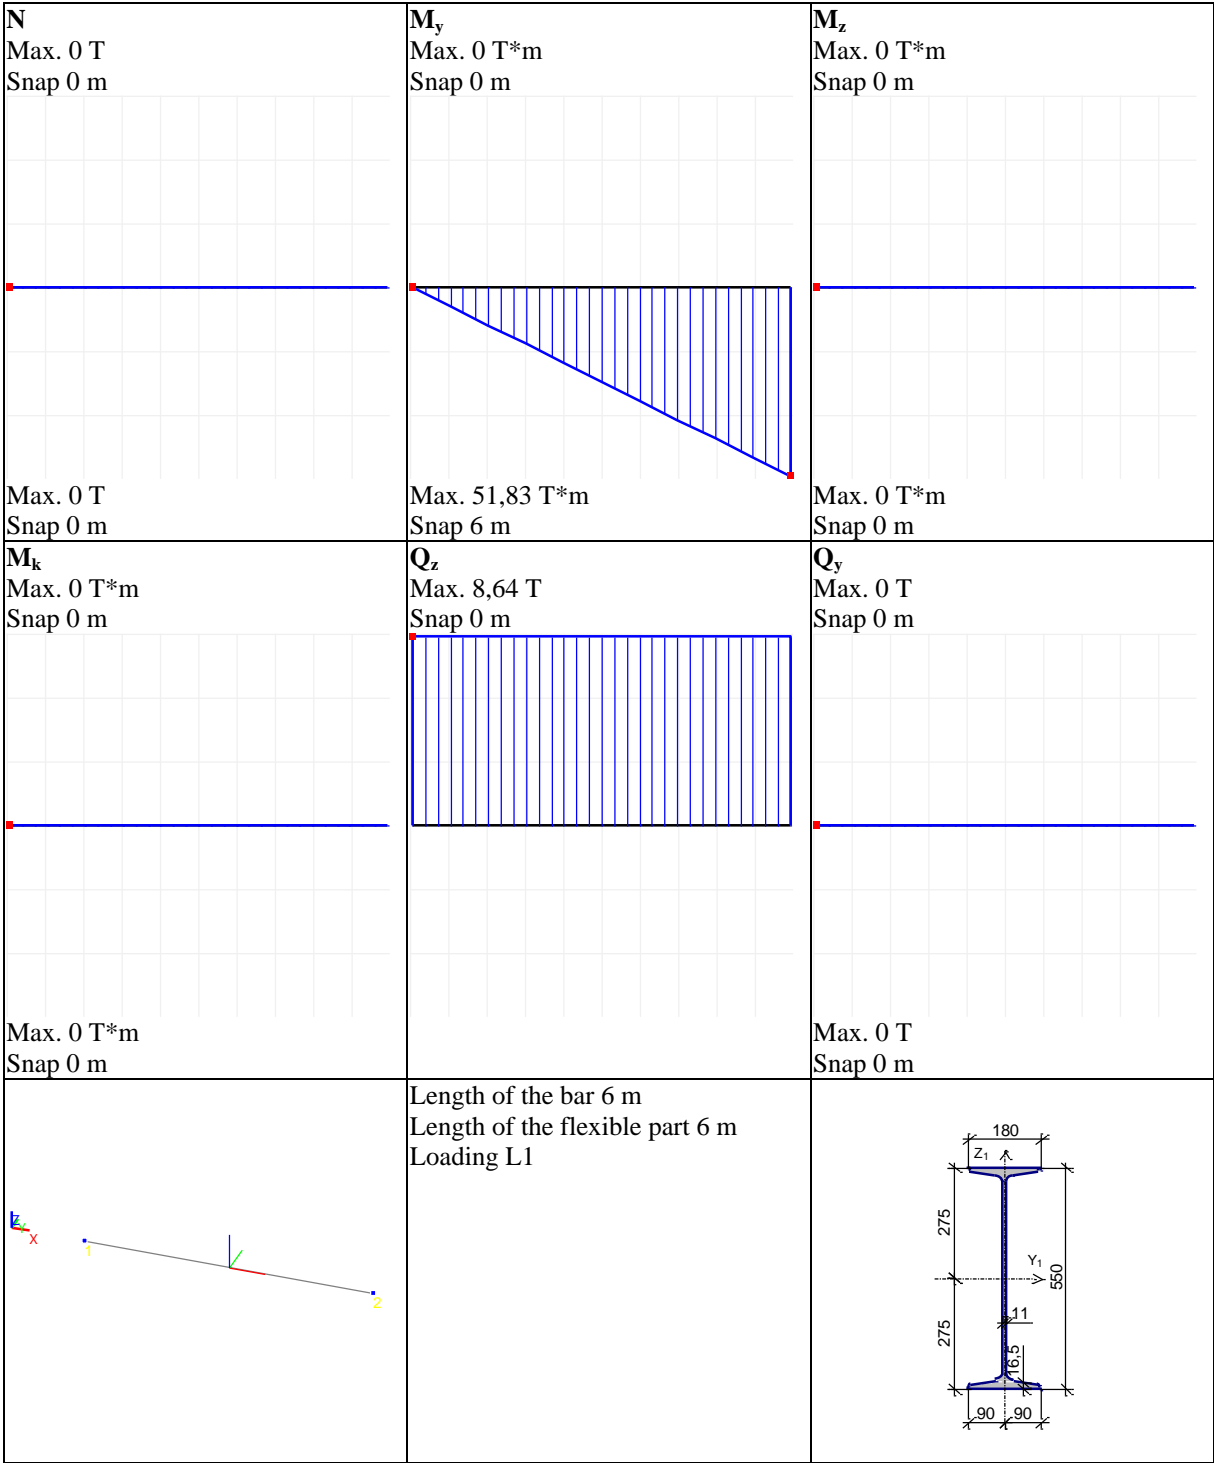 N
Max. 0 T
Snap 0 m
Max. 0 T
Snap 0 m
My
Max. 0 T*m
Snap 0 m
Max. 51,83 T*m
Snap 6 m
Mz
Max. 0 T*m
Snap 0 m
Max. 0 T*m
Snap 0 m
Mk
Max. 0 T*m
Snap 0 m
Max. 0 T*m
Snap 0 m
Qz
Max. 8,64 T
Snap 0 m
Qy
Max. 0 T
Snap 0 m
Max. 0 T
Snap 0 m
Z
Y
X
1
2
Length of the bar 6 m
Length of the flexible part 6 m
Loading L1
180
Z1
275
Y1
550
275
11
16,5
90 90